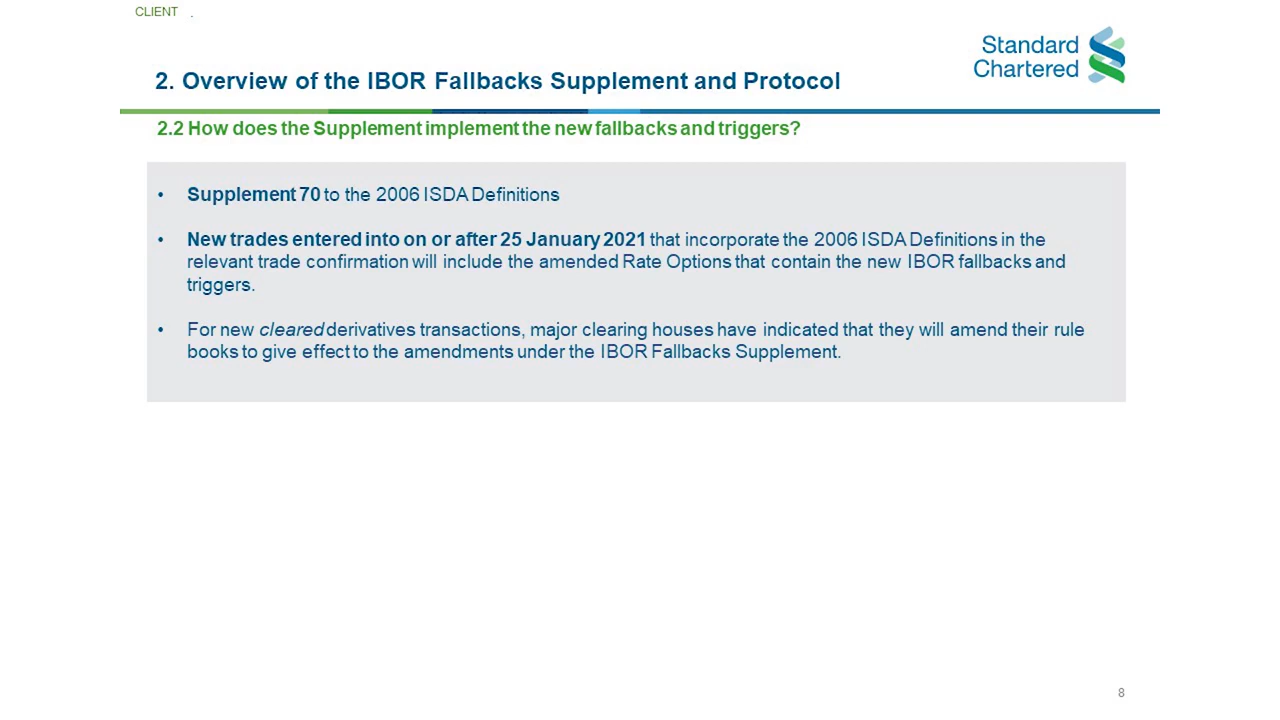 CLIENT .
Standard
Chartered
2. Overview of the IBOR Fallbacks Supplement and Protocol
2.2 How does the Supplement implement the new fallbacks and triggers?
• Supplement 70 to the 2006 ISDA Definitions
• New trades entered into on or after 25 January 2021 that incorporate the 2006 ISDA Definitions in the
relevant trade confirmation will include the amended Rate Options that contain the new IBOR fallbacks and
triggers.
• For new cleared derivatives transactions, major clearing houses have indicated that they will amend their rule
books to give effect to the amendments under the IBOR Fallbacks Supplement.
8